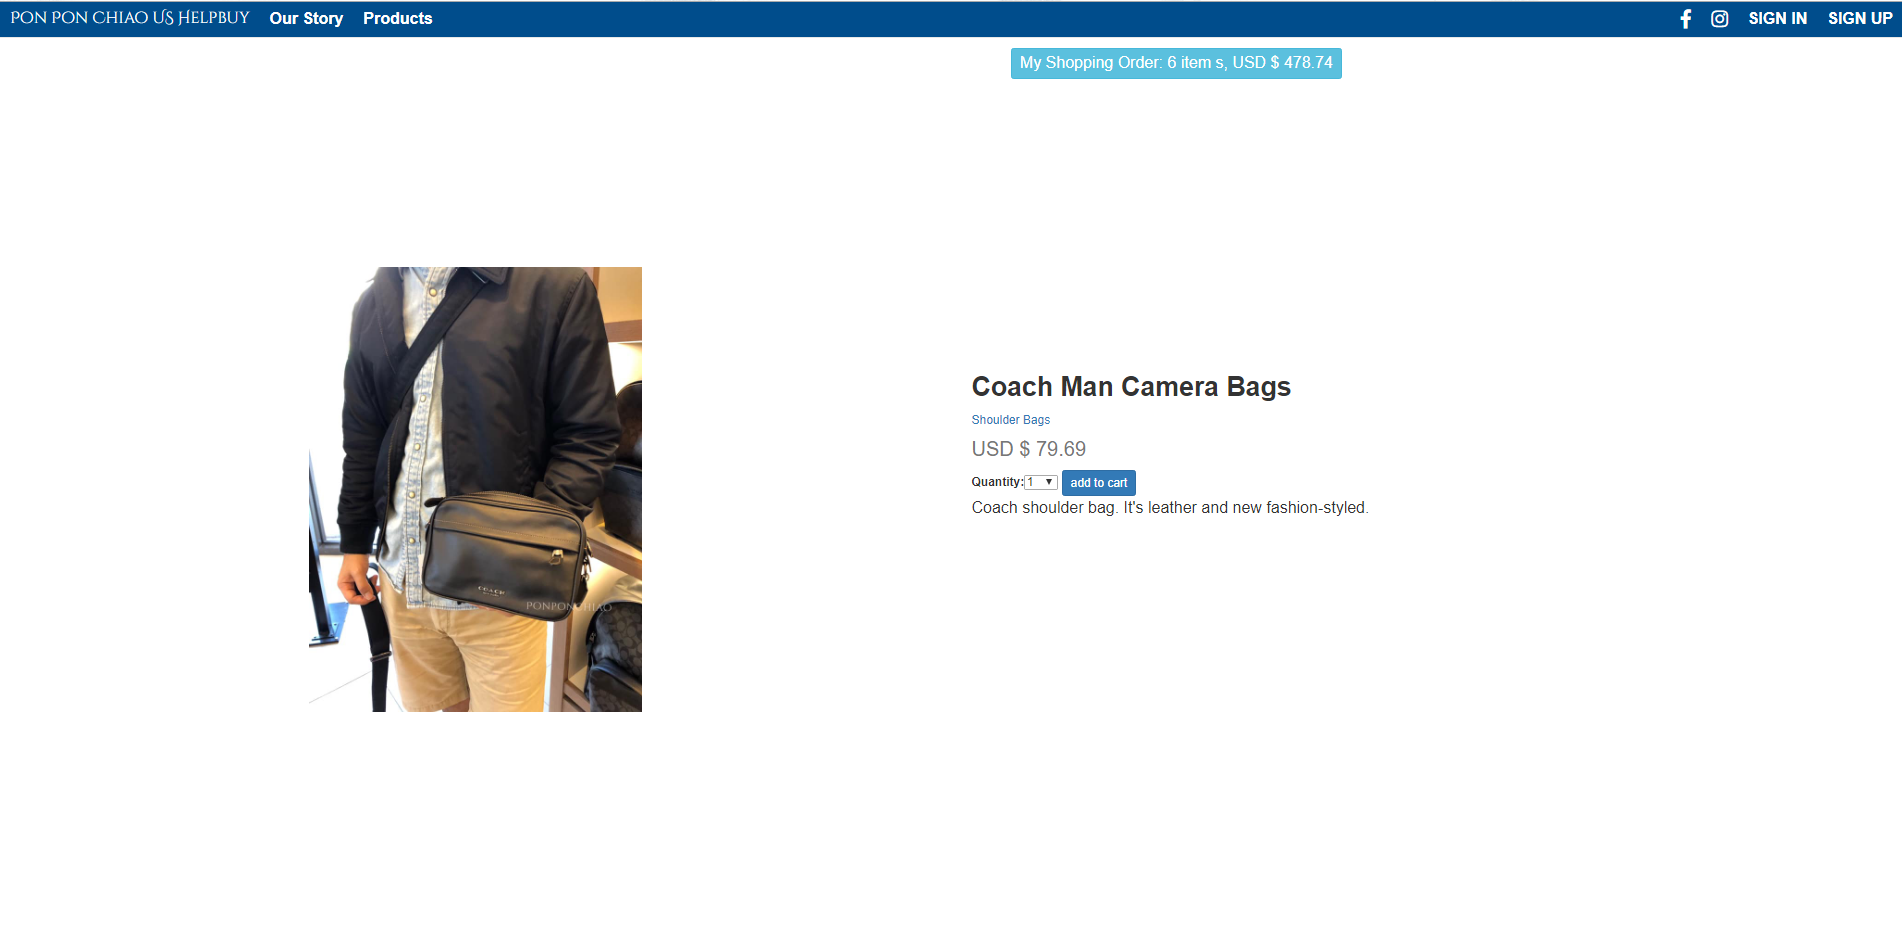 PON PON CHIAO US HELPBUY Our Story Products SIGN IN SIGN UP
My Shopping Order: 6 item s, USD $ 478.74
Coach Man Camera Bags
Shoulder Bags
USD $ 79.69
Quantity: 1 add to cart
Coach shoulder bag. It's leather and new fashion-styled.
COACH
PONPONCHIAO